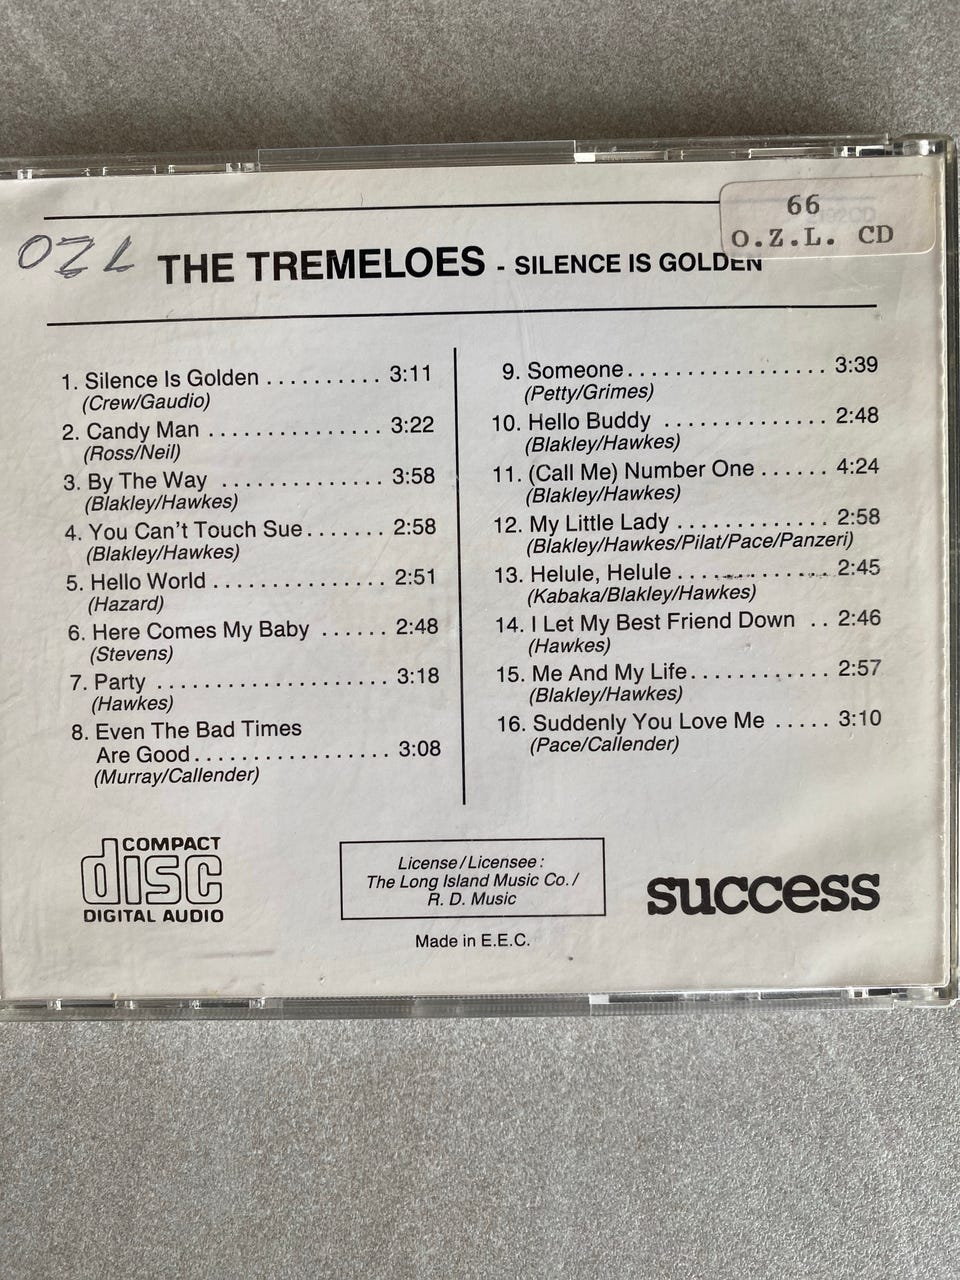 66
O.Z.L. CD
OZL
THE TREMELOES - SILENCE IS GOLDEN
1. Silence Is Golden .......... 3:11
(Crew/Gaudio)
2. Candy Man ............... 3:22
(Ross/Neil)
3. By The Way .............. 3:58
(Blakley/Hawkes)
4. You Can't Touch Sue....... 2:58
(Blakley/Hawkes)
5. Hello World ............... 2:51
(Hazard)
6. Here Comes My Baby ...... 2:48
(Stevens)
7. Party .................... 3:18
(Hawkes)
8. Even The Bad Times
Are Good................. 3:08
(Murray/Callender)
9. Someone................. 3:39
(Petty/Grimes)
10. Hello Buddy .............. 2:48
(Blakley/Hawkes)
11. (Call Me) Number One ...... 4:24
(Blakley/Hawkes)
12. My Little Lady ............. 2:58
(Blakley/Hawkes/Pilat/Pace/Panzeri)
13. Helule, Helule ............. 2:45
(Kabaka/Blakley/Hawkes)
14. I Let My Best Friend Down .. 2:46
(Hawkes)
15. Me And My Life............ 2:57
(Blakley/Hawkes)
16. Suddenly You Love Me ..... 3:10
(Pace/Callender)
COMPACT
disc
DIGITAL AUDIO
License/Licensee:
The Long Island Music Co./
R. D. Music
success
Made in E.E.C.